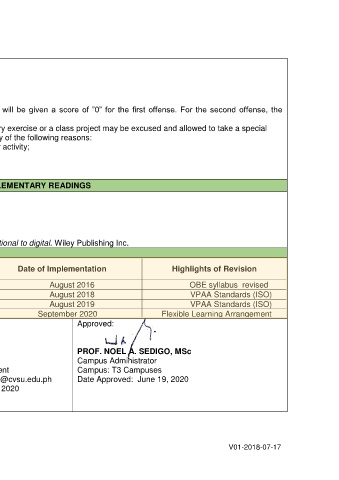 will be given a score of "0" for the first offense. For the second offense, the
ry exercise or a class project may be excused and allowed to take a special
y of the following reasons:
activity;
LEMENTARY READINGS
tional to digital. Wiley Publishing Inc.
Date of Implementation Highlights of Revision
August 2016 OBE syllabus revised
August 2018 VPAA Standards (ISO)
August 2019 VPAA Standards (ISO)
September 2020 Flexible Learning Arrangement
Approved:
PROF. NOEL A. SEDIGO, MSc
Campus Administrator
ent Campus: T3 Campuses
@cvsu.edu.ph Date Approved: June 19, 2020
2020
V01-2018-07-17